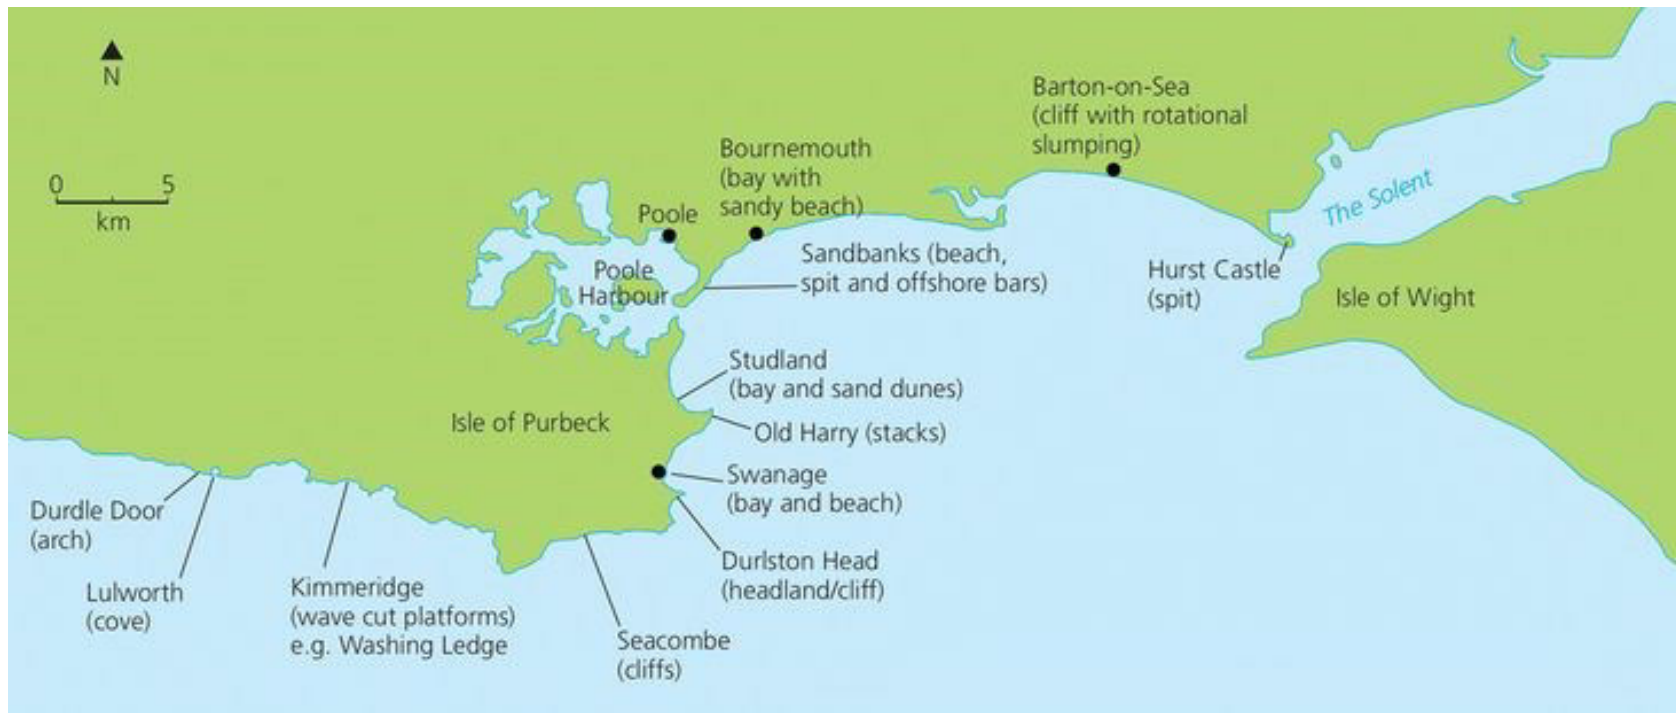 N
0 5
km
Barton-on-Sea
(cliff with rotational
slumping)
Bournemouth
(bay with
sandy beach)
Poole
Poole
Harbour
Sandbanks (beach,
spit and offshore bars)
The Solent
Hurst Castle
(spit)
Isle of Wight
Studland
(bay and sand dunes)
Isle of Purbeck
Old Harry (stacks)
Swanage
(bay and beach)
Durdle Door
(arch)
Lulworth
(cove)
Kimmeridge
(wave cut platforms)
e.g. Washing Ledge
Durlston Head
(headland/cliff)
Seacombe
(cliffs)